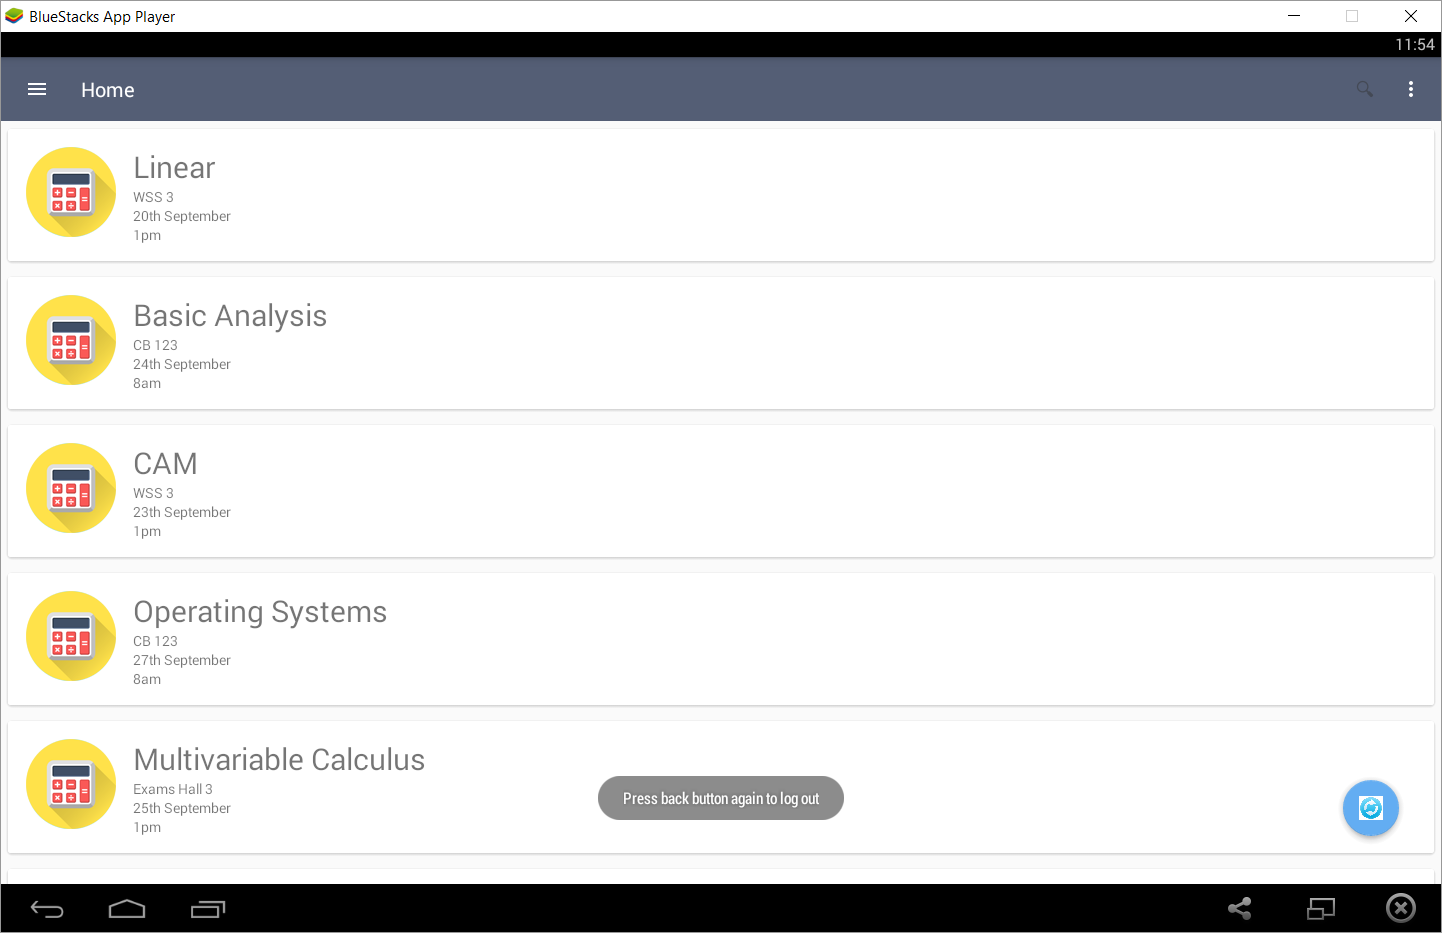 BlueStacks App Player
11:54
Home
Linear
WSS 3
20th September
1pm
Basic Analysis
CB 123
24th September
8am
CAM
WSS 3
23th September
1pm
Operating Systems
CB 123
27th September
8am
Multivariable Calculus
Exams Hall 3
25th September
1pm
Press back button again to log out